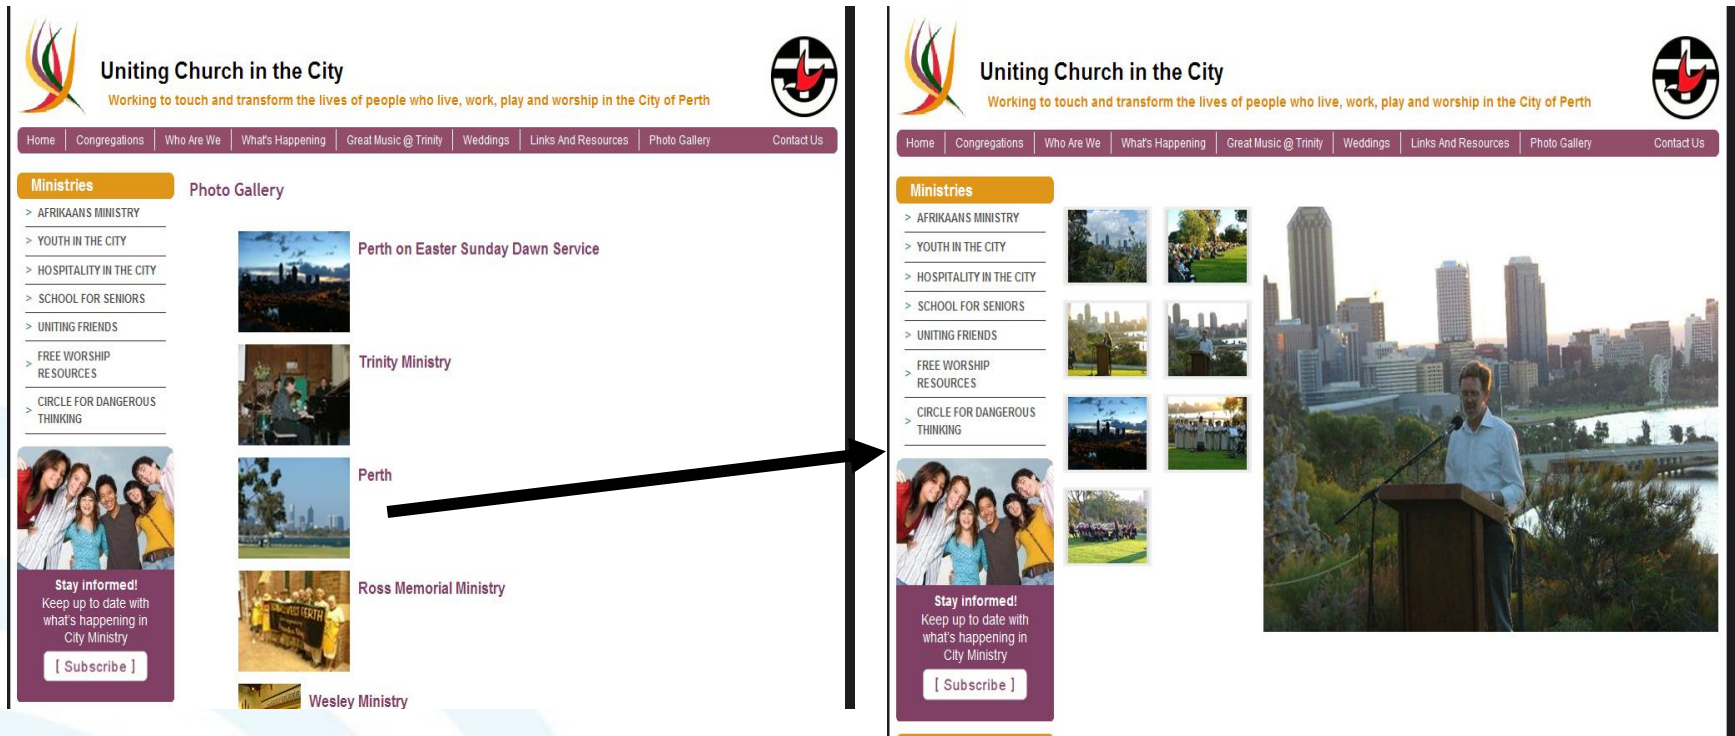 Uniting Church in the City
Working to touch and transform the lives of people who live, work, play and worship in the City of Perth
Home Congregations Who Are We What's Happening Great Music @ Trinity Weddings Links And Resources Photo Gallery Contact Us
Ministries
> AFRIKAANS MINISTRY
> YOUTH IN THE CITY
> HOSPITALITY IN THE CITY
> SCHOOL FOR SENIORS
> UNITING FRIENDS
> FREE WORSHIP
RESOURCES
> CIRCLE FOR DANGEROUS
THINKING
Stay informed!
Keep up to date with
what's happening in
City Ministry
[ Subscribe ]
Photo Gallery
Perth on Easter Sunday Dawn Service
Trinity Ministry
Perth
Ross Memorial Ministry
Wesley Ministry
Uniting Church in the City
Working to touch and transform the lives of people who live, work, play and worship in the City of Perth
Home Congregations Who Are We What's Happening Great Music @ Trinity Weddings Links And Resources Photo Gallery Contact Us
Ministries
> AFRIKAANS MINISTRY
> YOUTH IN THE CITY
> HOSPITALITY IN THE CITY
> SCHOOL FOR SENIORS
> UNITING FRIENDS
> FREE WORSHIP
RESOURCES
> CIRCLE FOR DANGEROUS
THINKING
Stay informed!
Keep up to date with
what's happening in
City Ministry
[ Subscribe ]